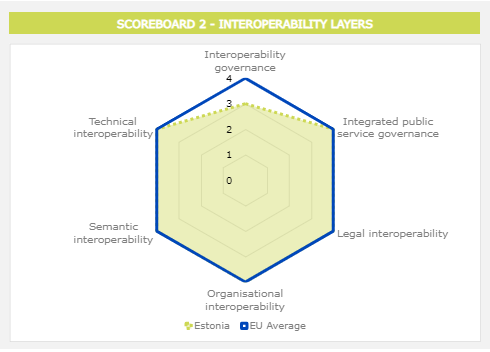 SCOREBOARD 2 - INTEROPERABILITY LAYERS
Interoperability
governance
4
3
2
1
0
Technical
interoperability
Integrated public
service governance
Semantic
interoperability
Legal interoperability
Organisational
interoperability
Estonia
EU Average